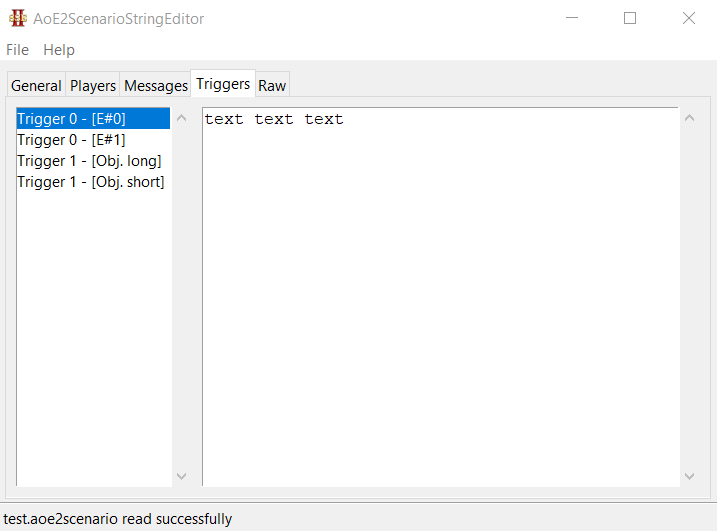 AoE2ScenarioStringEditor
File Help
General Players Messages Triggers Raw
Trigger 0 - [E#0]
Trigger 0 - [E#1]
Trigger 1 - [Obj. long]
Trigger 1 - [Obj. short]
text text text
test.aoe2scenario read successfully